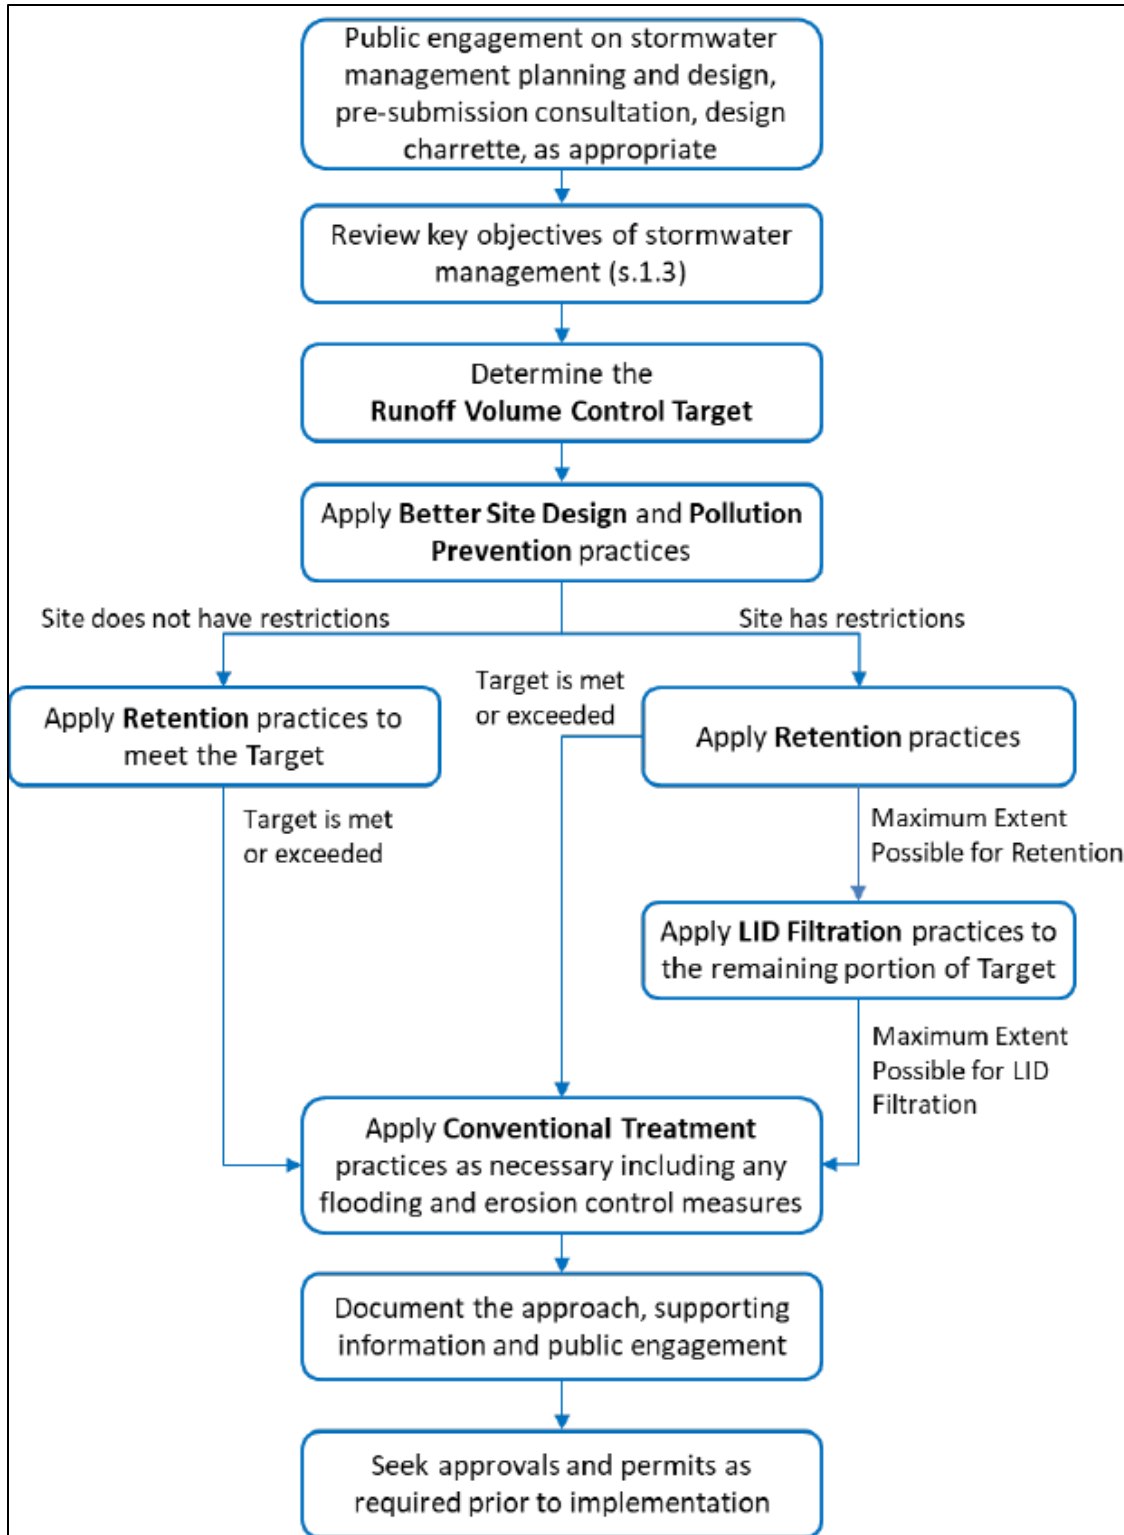 Public engagement on stormwater
management planning and design,
pre-submission consultation, design
charrette, as appropriate
Review key objectives of stormwater
management (s.1.3)
Determine the
Runoff Volume Control Target
Apply Better Site Design and Pollution
Prevention practices
Site does not have restrictions
Site has restrictions
Apply Retention practices to
meet the Target
Target is met
or exceeded
Apply Retention practices
Target is met
or exceeded
Maximum Extent
Possible for Retention
Apply LID Filtration practices to
the remaining portion of Target
Maximum Extent
Possible for LID
Filtration
Apply Conventional Treatment
practices as necessary including any
flooding and erosion control measures
Document the approach, supporting
information and public engagement
Seek approvals and permits as
required prior to implementation